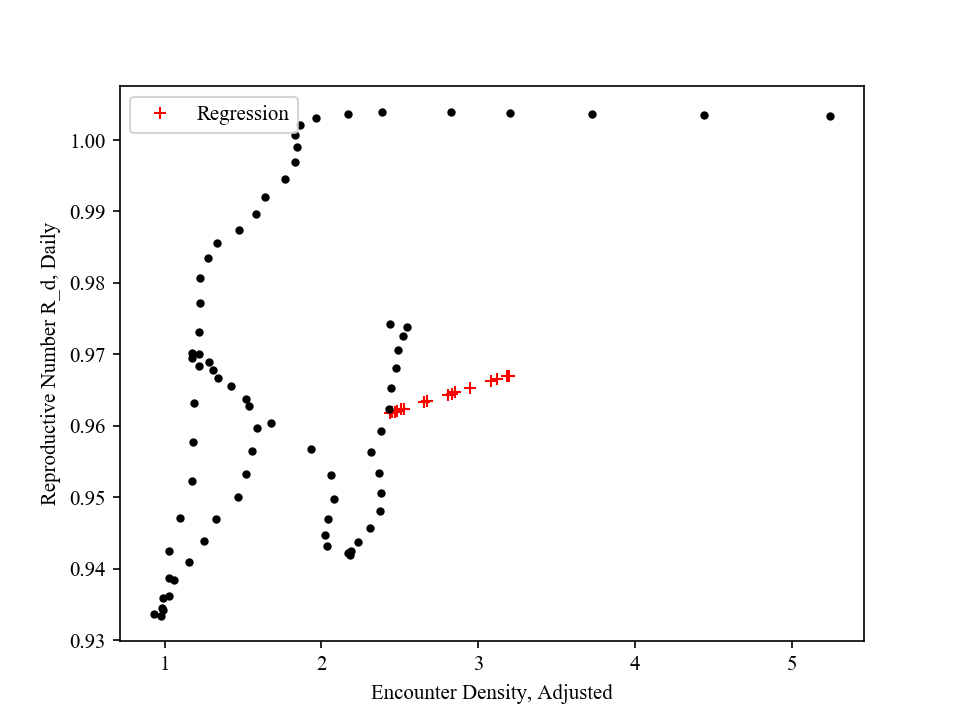 Regression
1.00
0.99
0.98
0.97
0.96
0.95
0.94
0.93
Reproductive Number R_d, Daily
1 2 3 4 5
Encounter Density, Adjusted